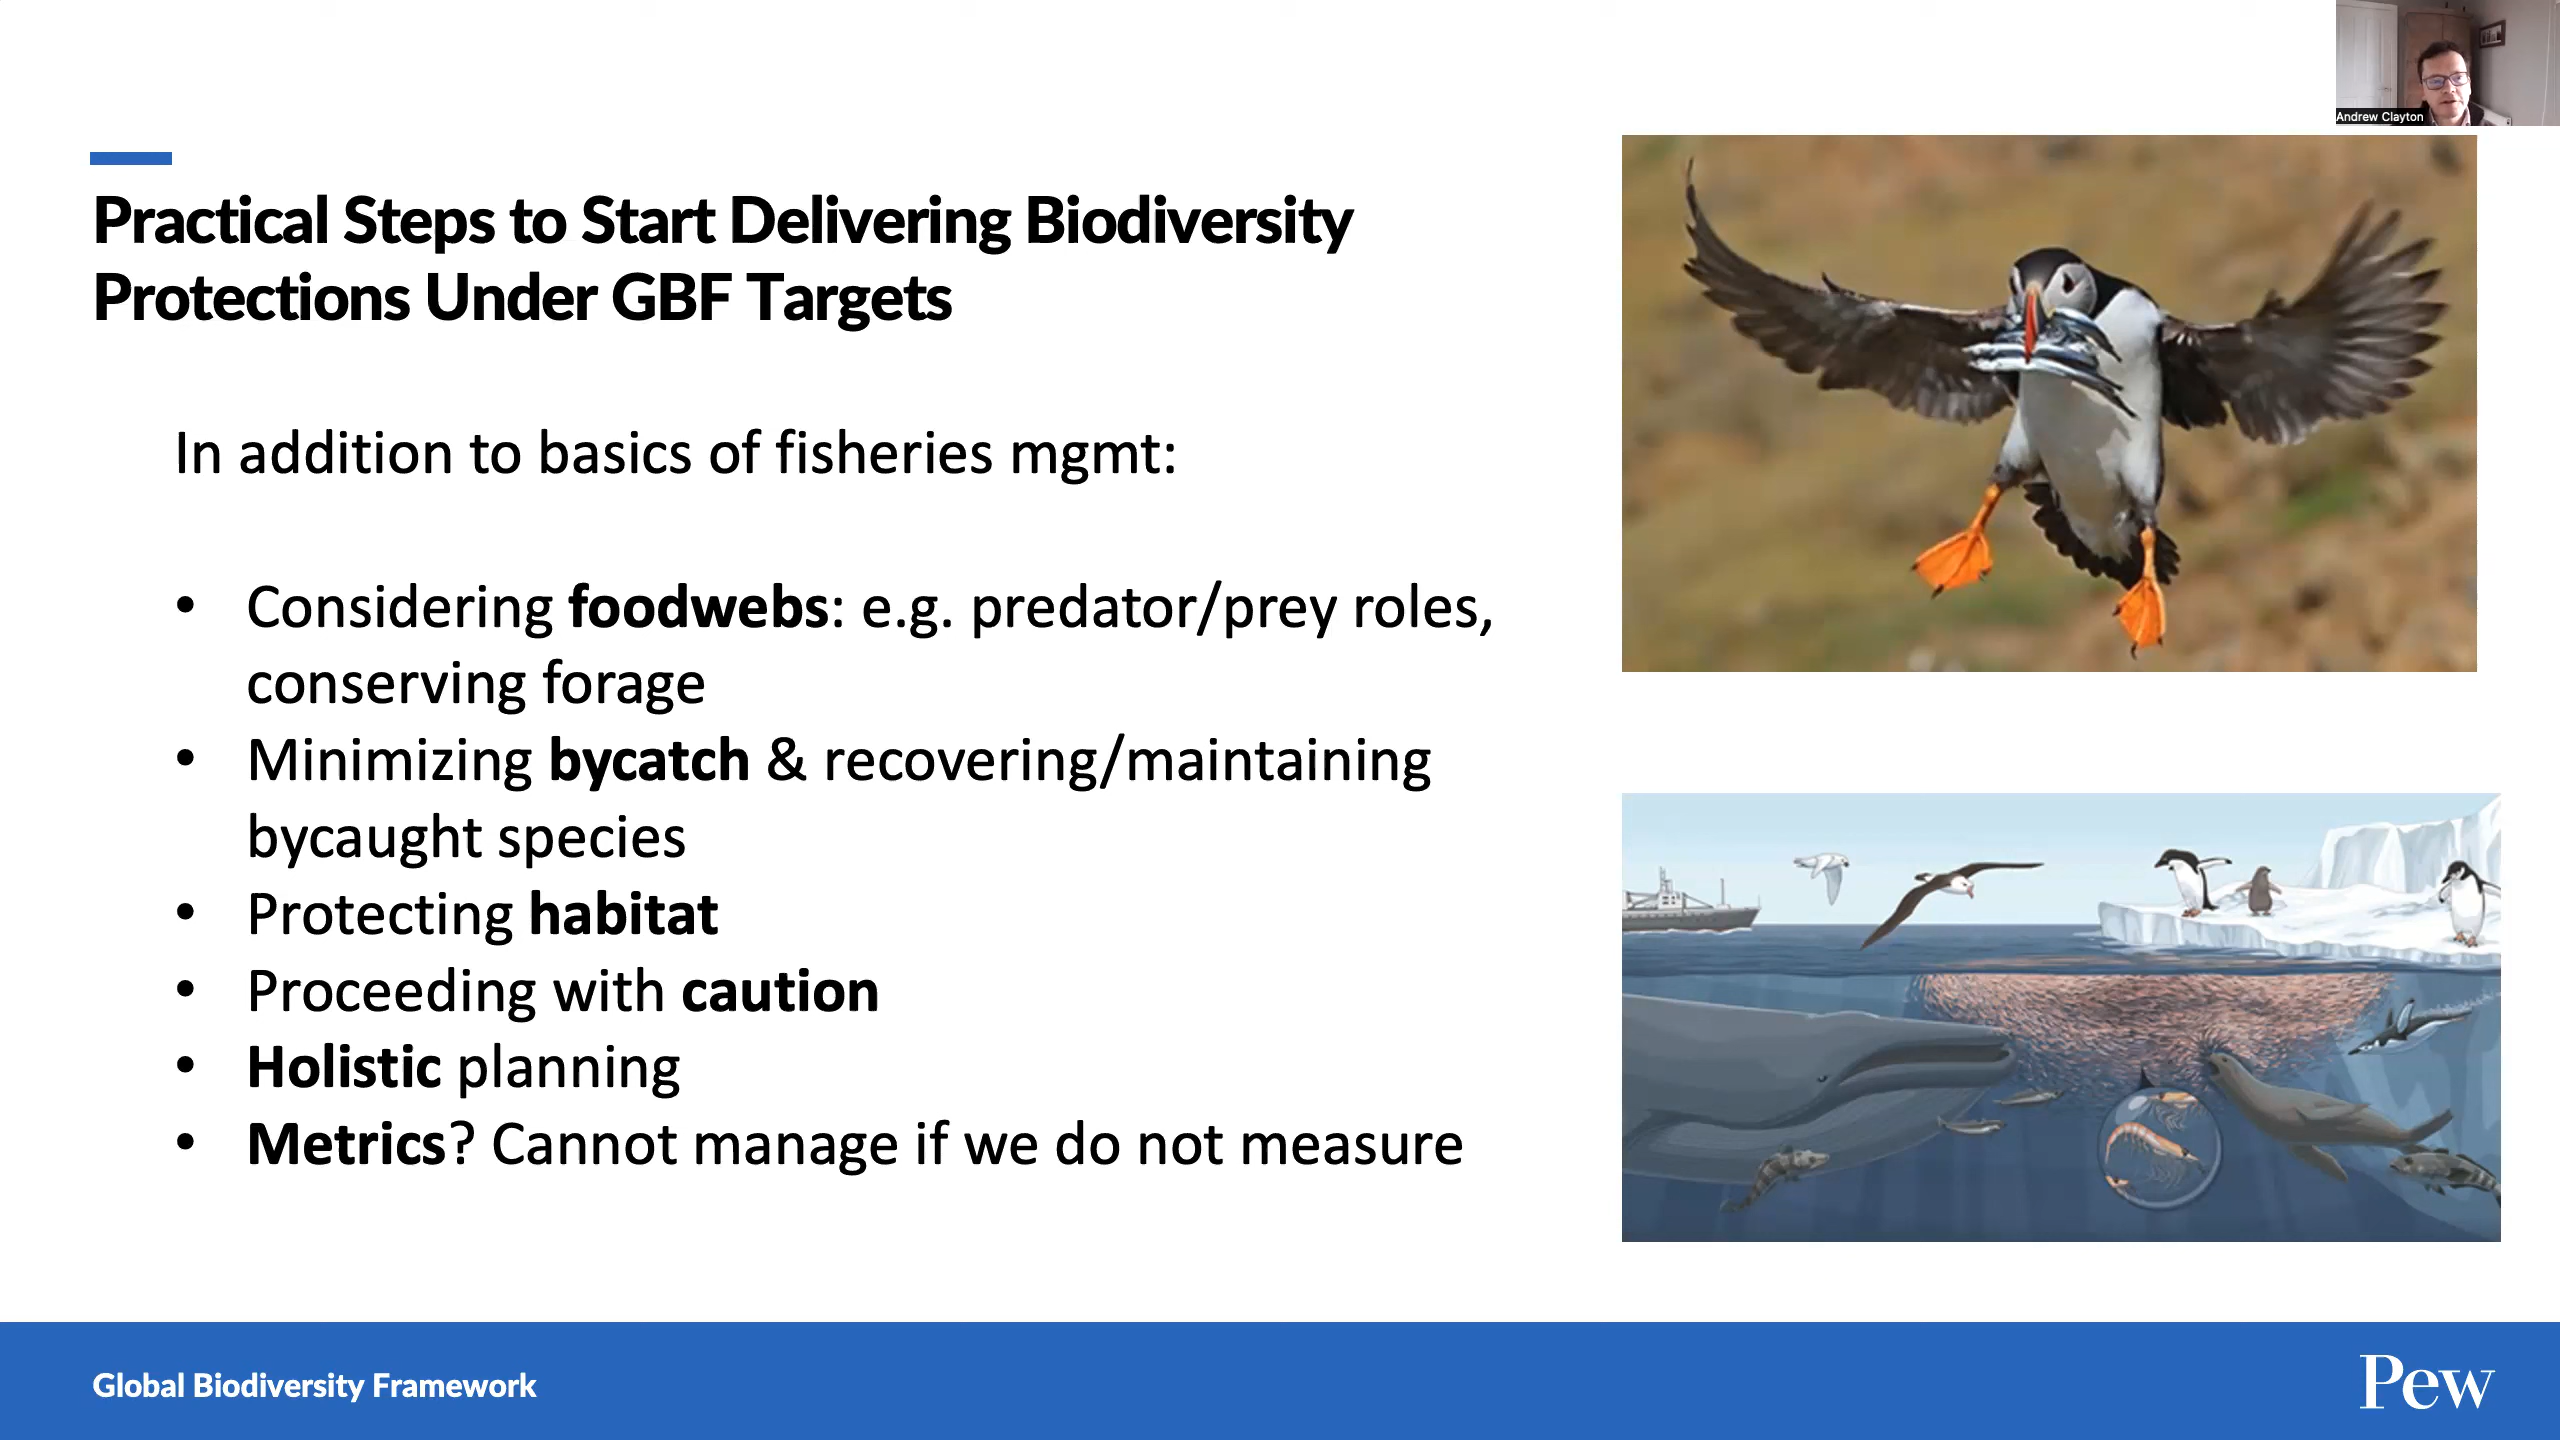 Andrew Clayton
Practical Steps to Start Delivering Biodiversity
Protections Under GBF Targets
In addition to basics of fisheries mgmt:
• Considering foodwebs: e.g. predator/prey roles,
conserving forage
• Minimizing bycatch & recovering/maintaining
bycaught species
• Protecting habitat
• Proceeding with caution
• Holistic planning
• Metrics? Cannot manage if we do not measure
Global Biodiversity Framework
Pew